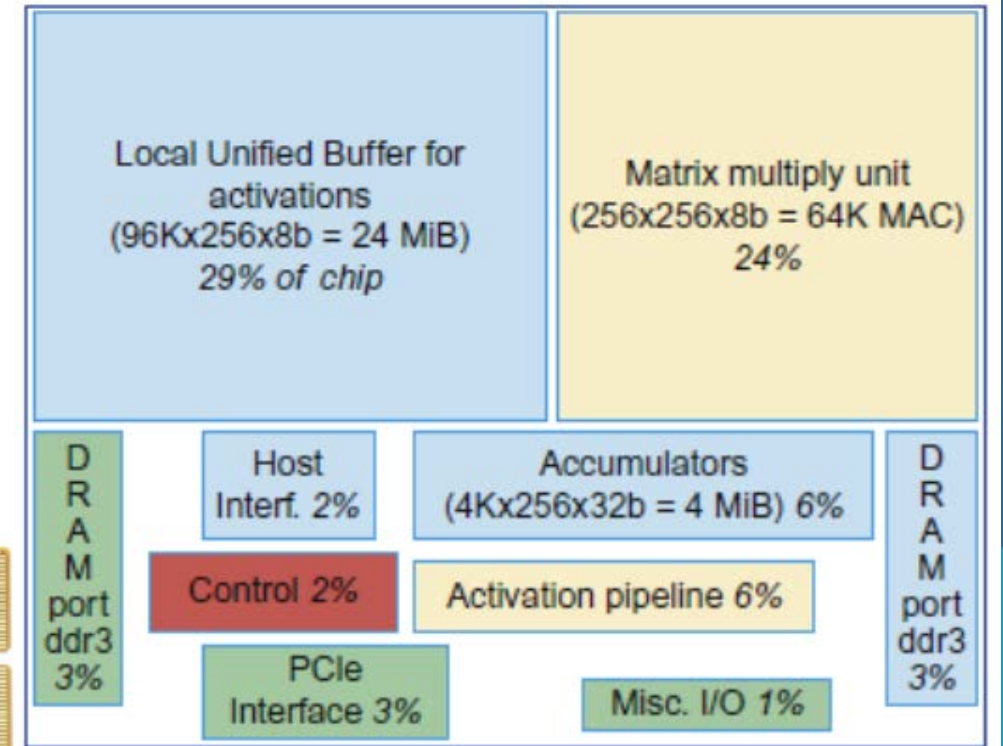 Local Unified Buffer for
activations
(96Kx256x8b = 24 MiB)
29% of chip
Matrix multiply unit
(256x256x8b = 64K MAC)
24%
D
R
A
M
port
ddr3
3%
Host
Interf. 2%
Accumulators
(4Kx256x32b = 4 MiB) 6%
D
R
A
M
port
ddr3
3%
Control 2%
Activation pipeline 6%
PCIe
Interface 3%
Misc. I/O 1%